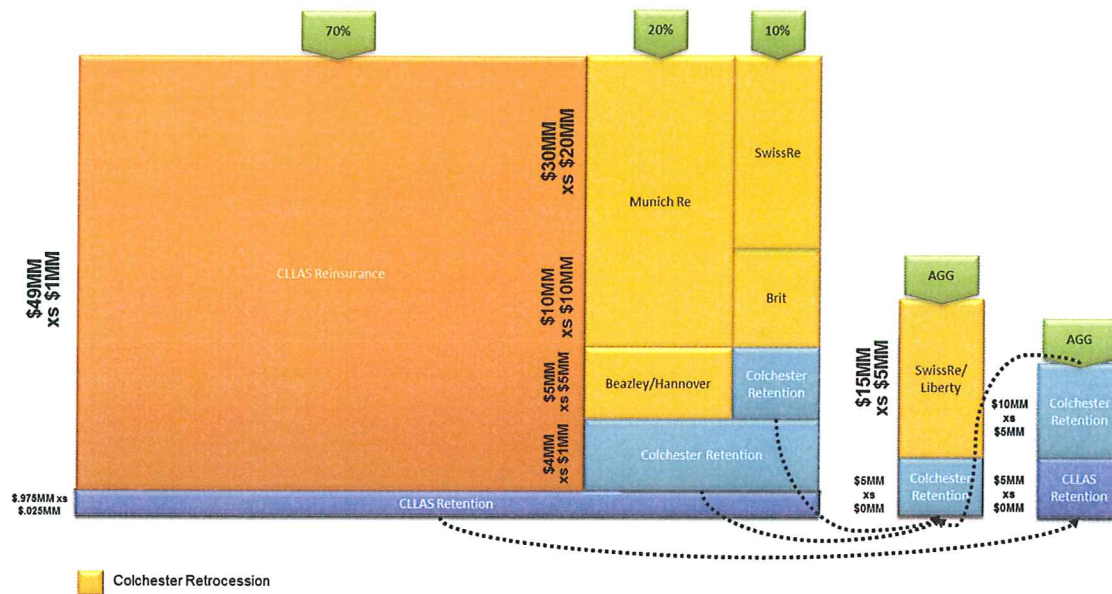 70%
20%
10%
$49MM
xs $1MM
CLLAS Reinsurance
$30MM
xs $20MM
$10MM
xs $10MM
$5MM
xs $5MM
$4MM
xs $1MM
Munich Re
SwissRe
Brit
Beazley/Hannover
Colchester
Retention
Colchester Retention
$.975MM xs
.025MM
CLLAS Retention
AGG
$15MM
xs $5MM
SwissRe/
Liberty
$5MM
xs
$0MM
Colchester
Retention
AGG
$10MM
xs
$5MM
Colchester
Retention
$5MM
xs
$0MM
CLLAS
Retention
Colchester Retrocession